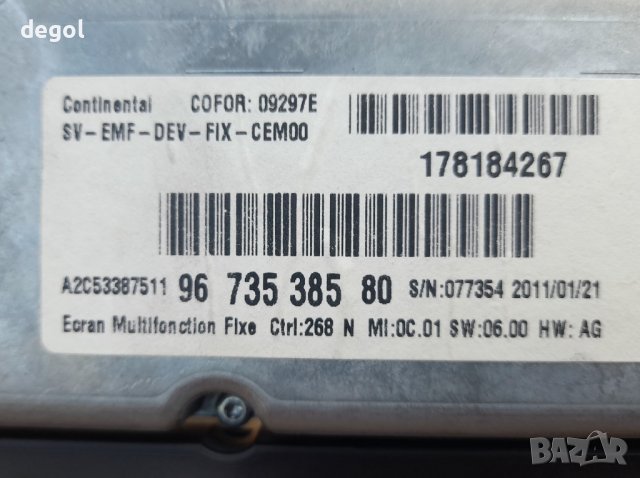 degol
Continental COFOR: 09297E
SV-EMF-DEV-FIX-CEM00
178184267
A2C53387511 96 735 385 80 S/N:077354 2011/01/21
Ecran Multifonction Fixe Ctrl:268 N MI:0C.01 SW:06.00 HW: AG
BAZAR